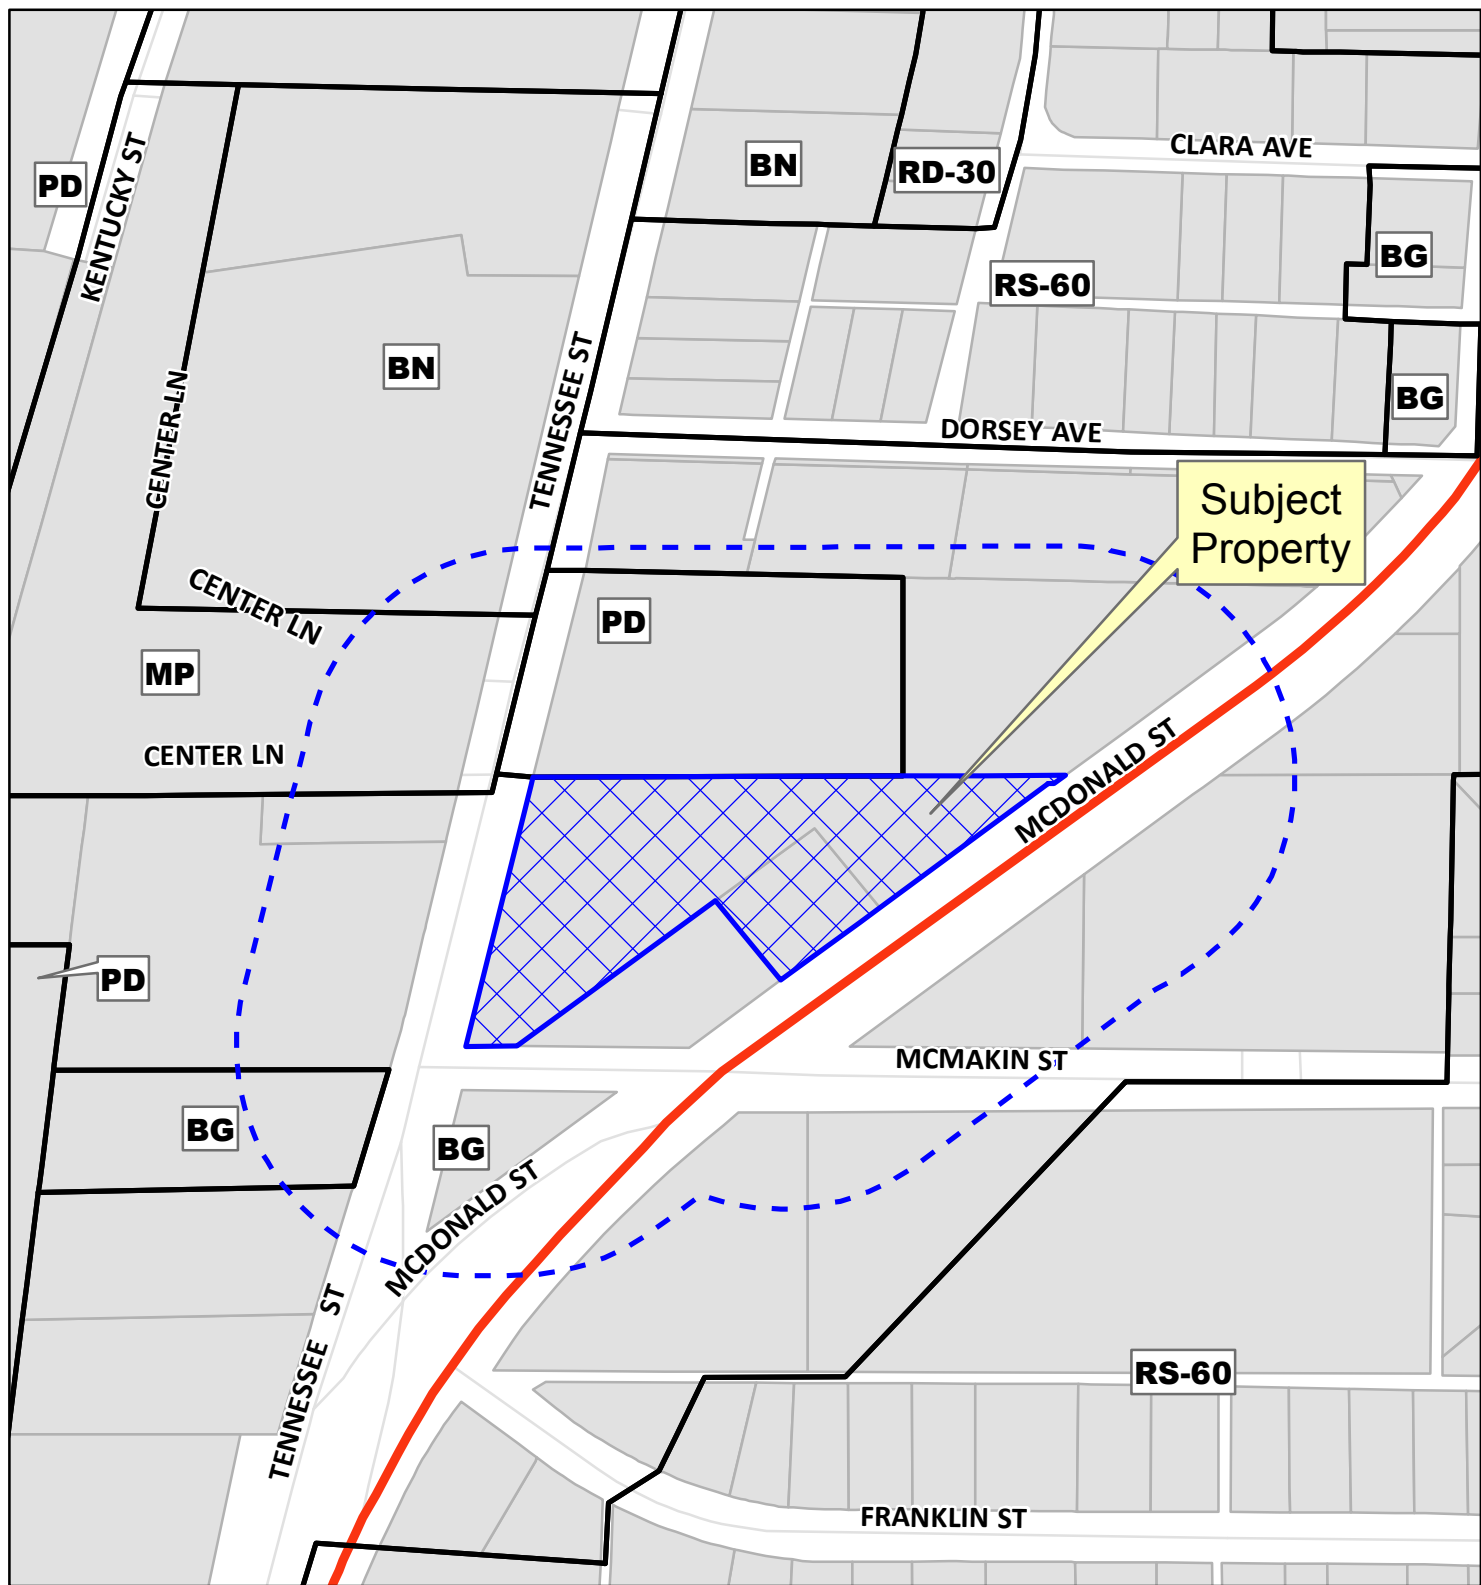 CLARA AVE
BN
RD-30
PD
KENTUCKY ST
BG
RS-60
BN
BG
TENNESSEE ST
CENTER LN
DORSEY AVE
Subject
Property
CENTER LN
PD
MP
CENTER LN
MCDONALD ST
PD
MCMAKIN ST
BG
BG
MCDONALD ST
TENNESSEE ST
RS-60
FRANKLIN ST